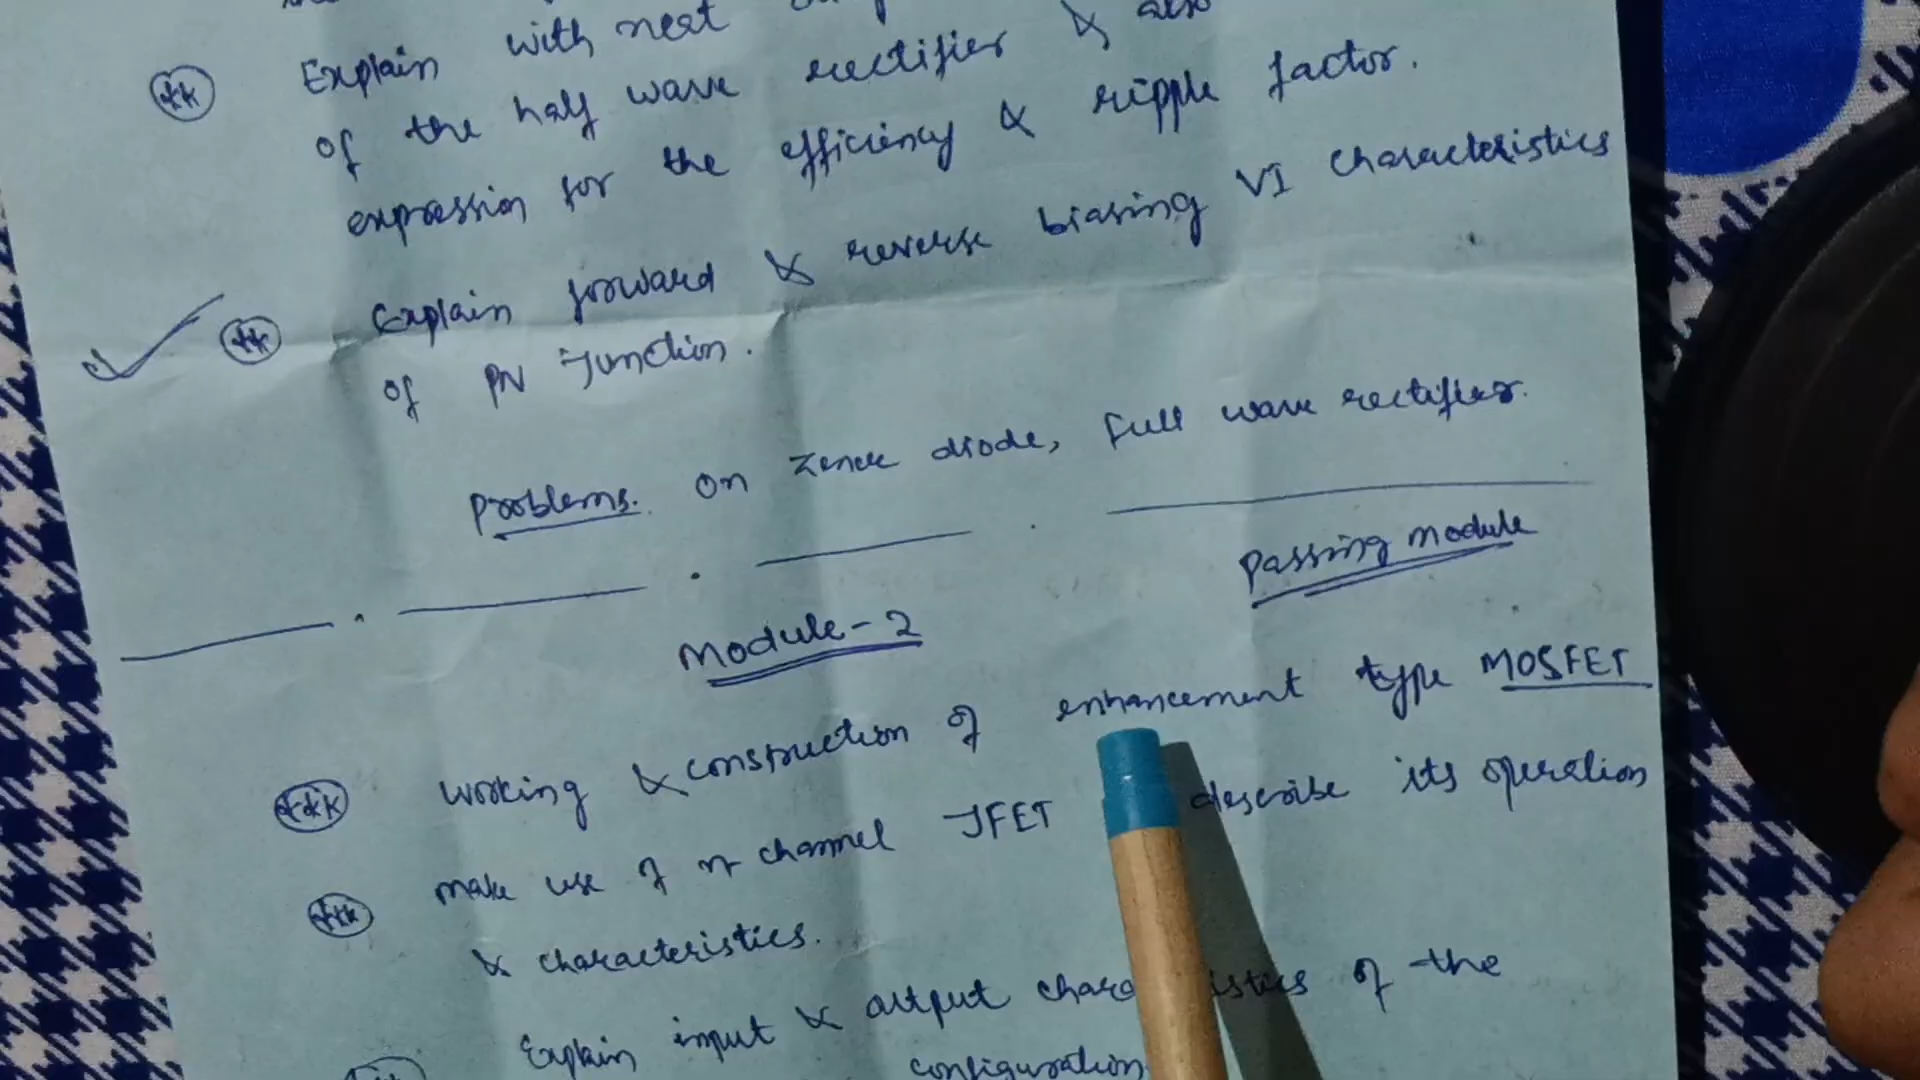 ** Explain with neat
of the half wave rectifier & also
expression for the efficiency & ripple factor.
** Explain forward & reverse biasing VI characteristics
of PN Junction.
Problems. on zener diode, full wave rectifier.
Passing module
Module-2
*** working & construction of enhancement type MOSFET
** make use of n channel JFET describe its operation
& characteristics.
Explain input & output characteristics of the
configuration